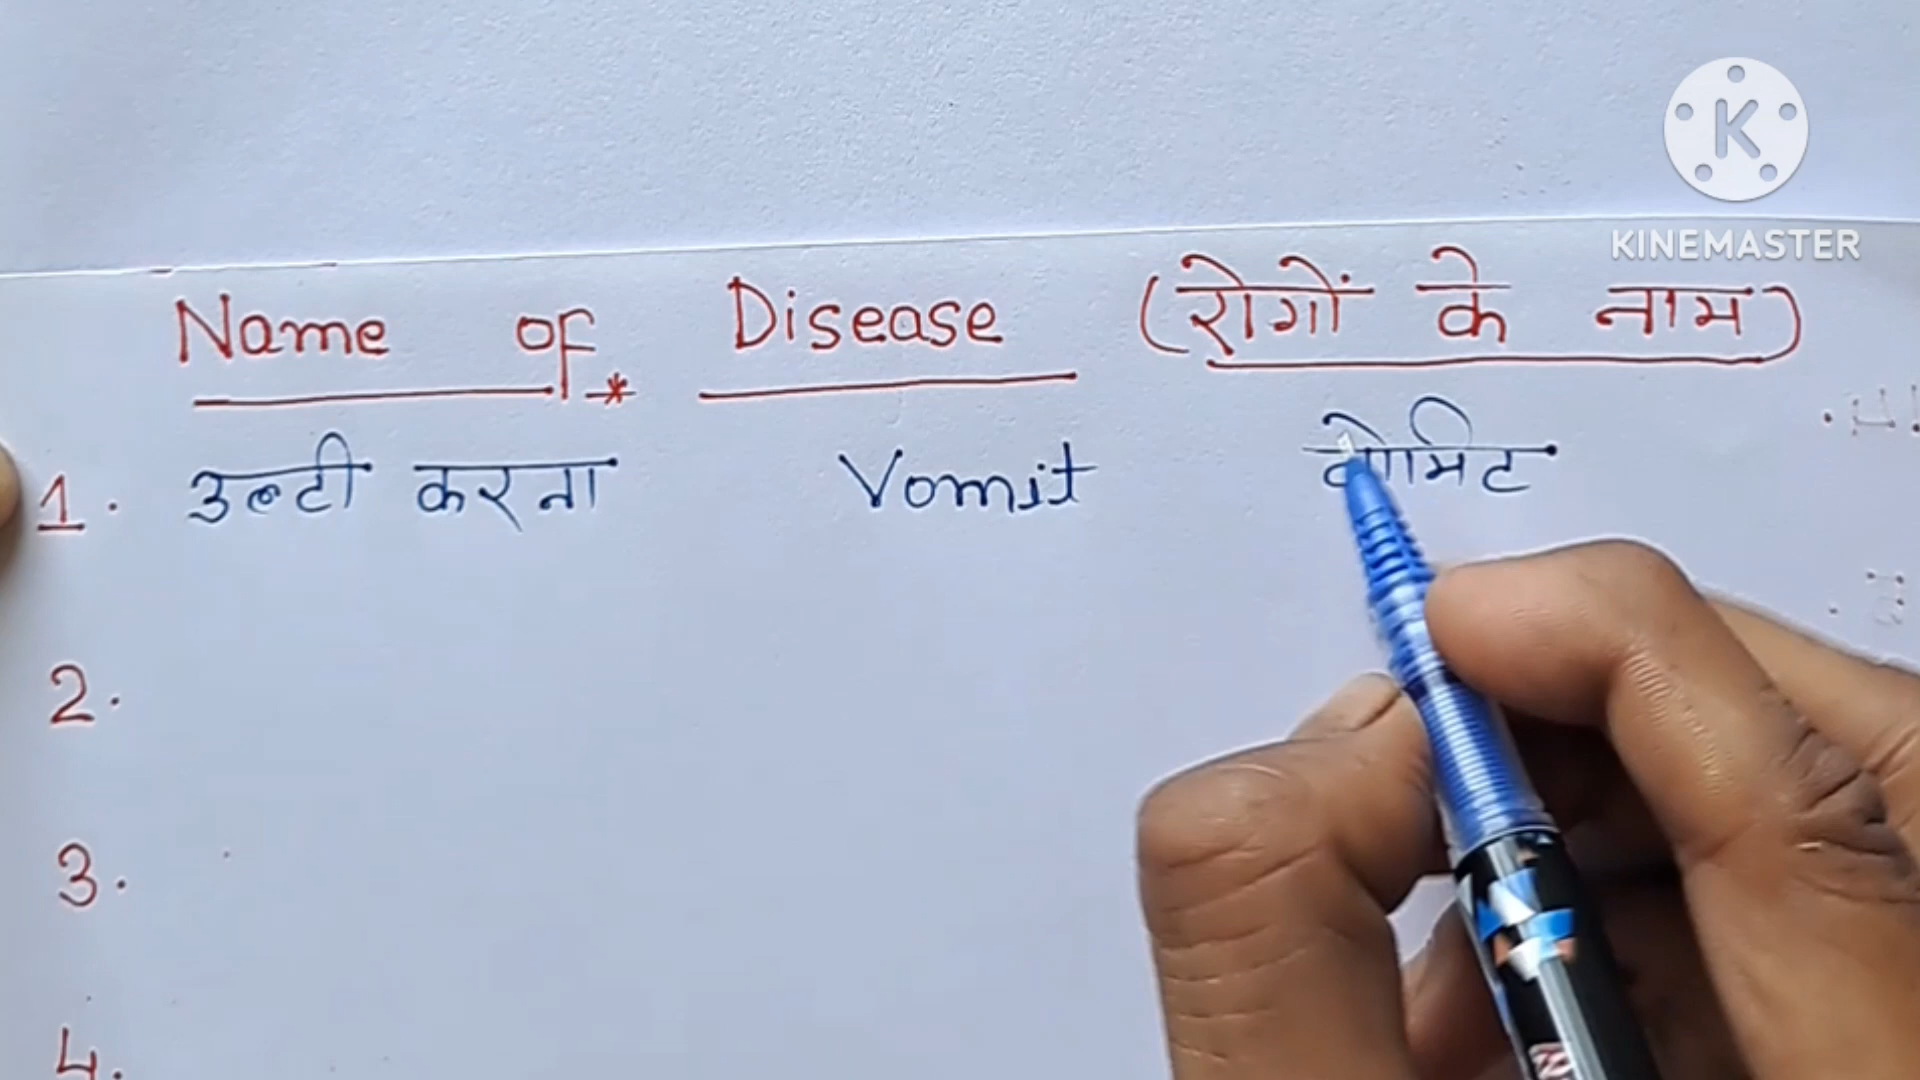 K
KINEMASTER
Name of Disease (रोगों के नाम)
*
1. उल्टी करना Vomit वोमिट
2.
3.
4.